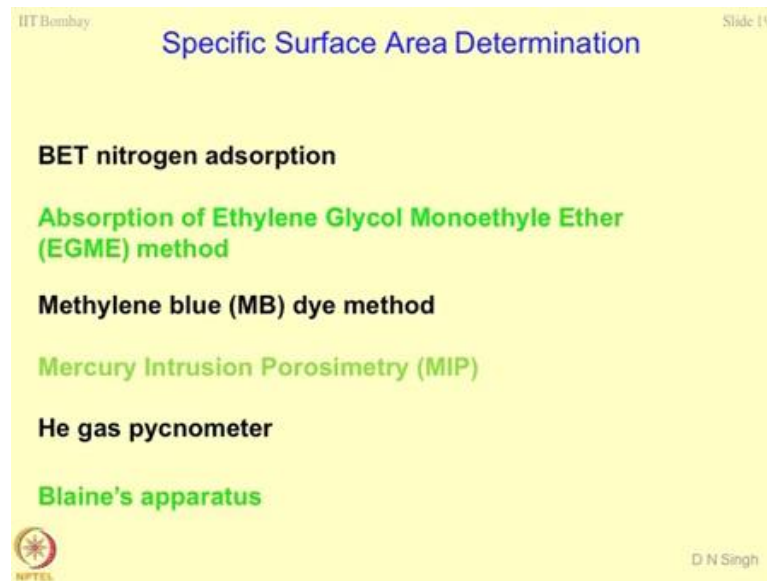 IIT Bombay
Slide 19
Specific Surface Area Determination
BET nitrogen adsorption
Absorption of Ethylene Glycol Monoethyle Ether
(EGME) method
Methylene blue (MB) dye method
Mercury Intrusion Porosimetry (MIP)
He gas pycnometer
Blaine's apparatus
NPTEL
D N Singh